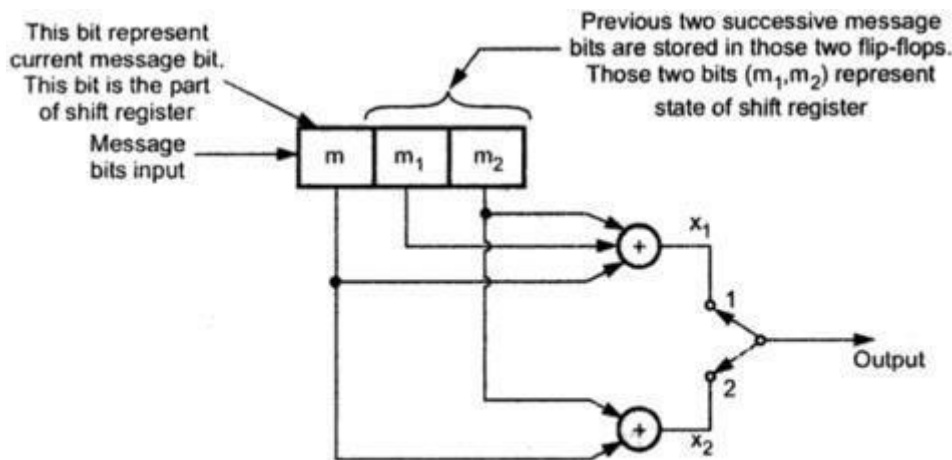 This bit represent
current message bit.
This bit is the part
of shift register
Message
bits input
Previous two successive message
bits are stored in those two flip-flops.
Those two bits (m₁,m₂) represent
state of shift register
m m₁ m₂
+
x₁
1
Output
2
+
x₂